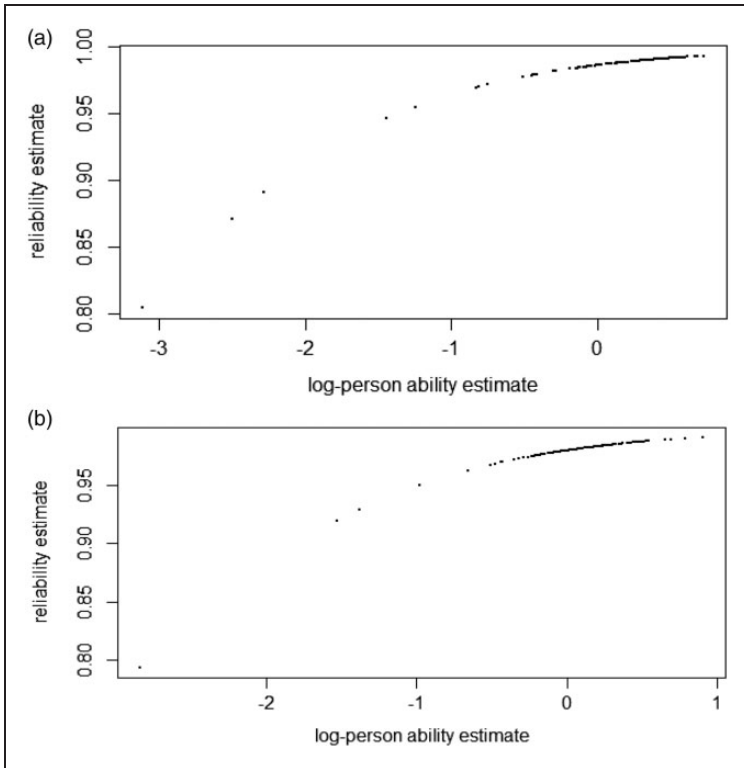 (a)
1.00
0.95
0.90
0.85
0.80
reliability estimate
-3 -2 -1 0
log-person ability estimate
(b)
0.95
0.90
0.85
0.80
reliability estimate
-2 -1 0 1
log-person ability estimate